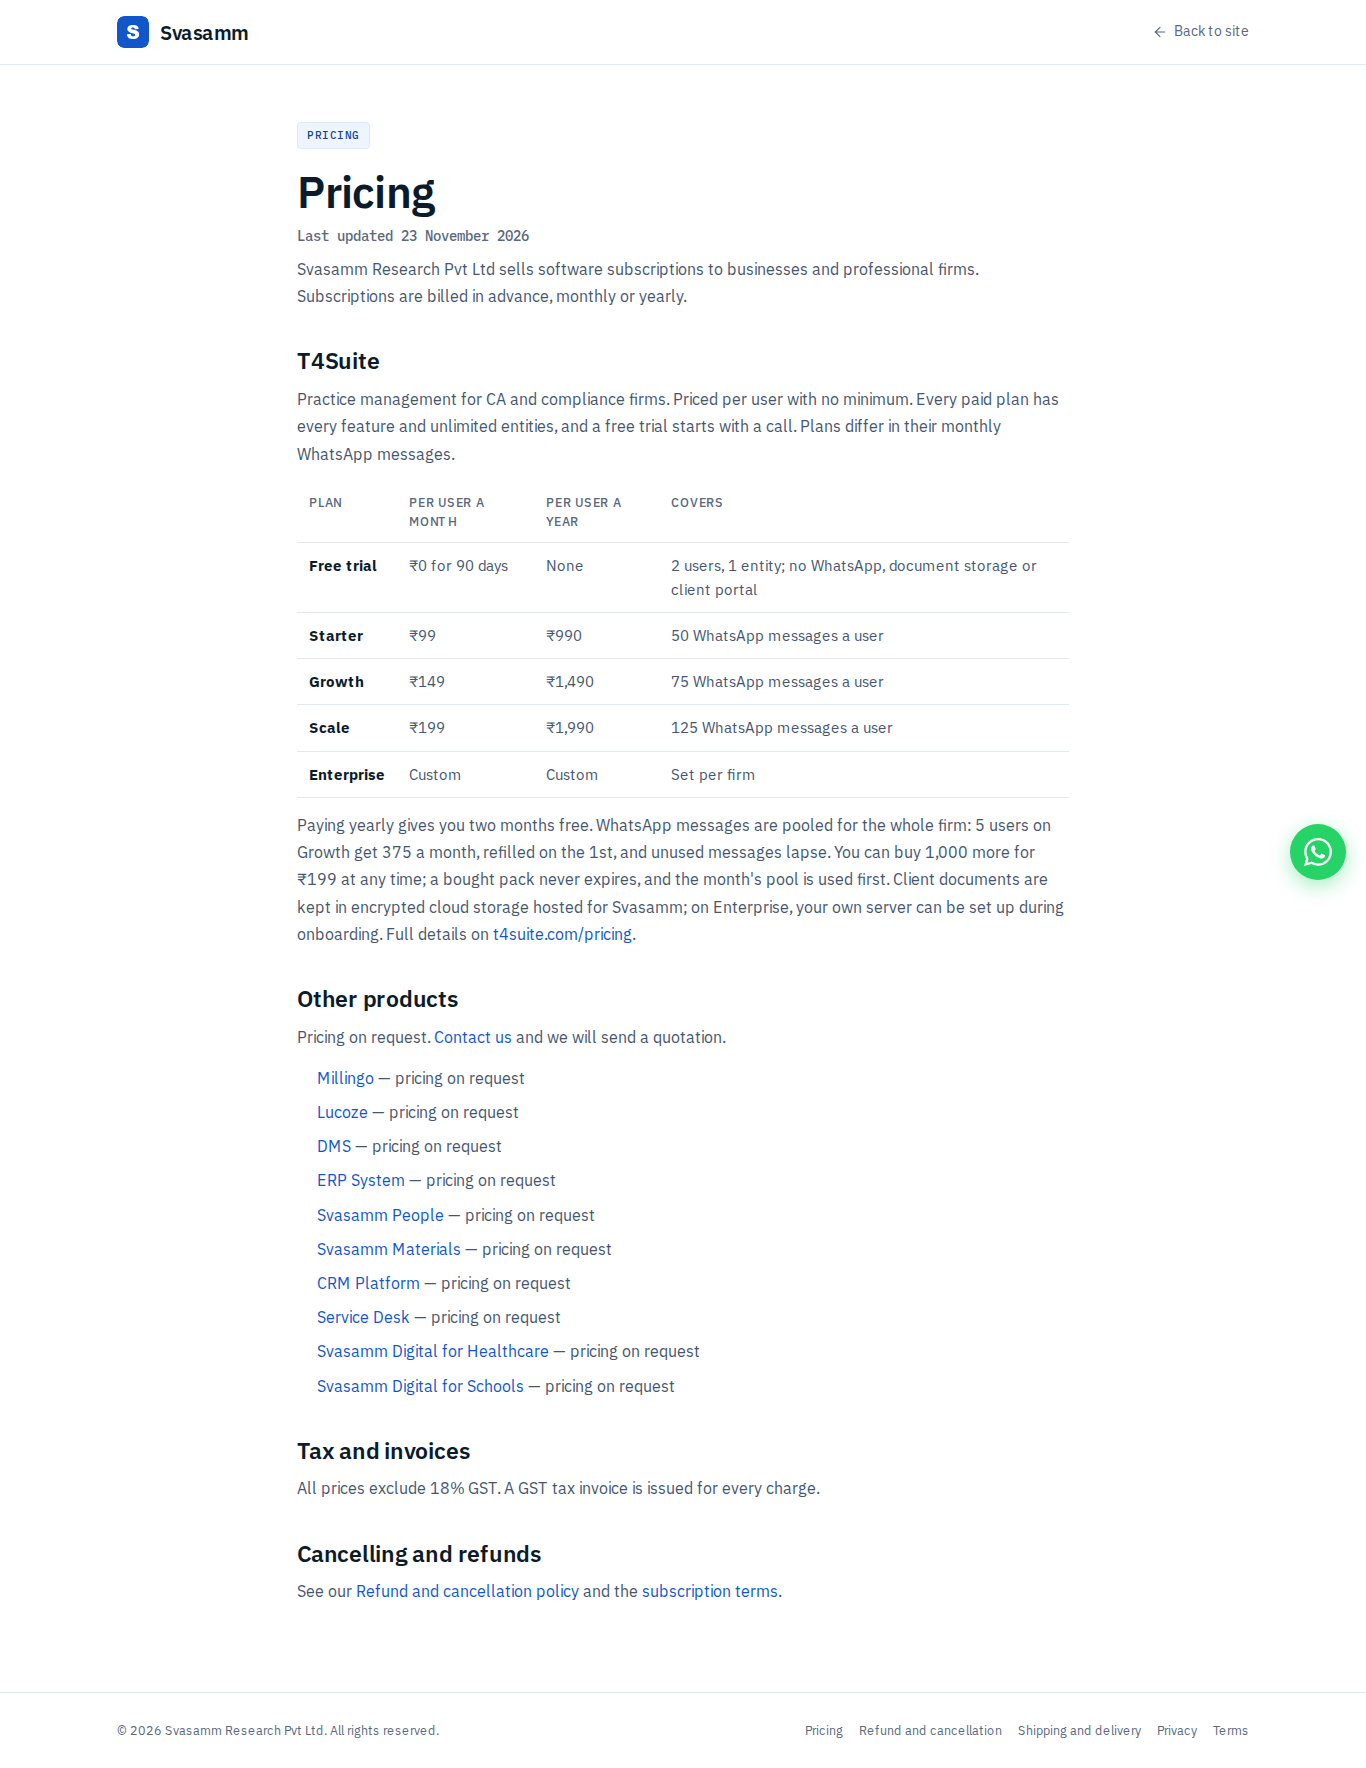 S Svasamm
← Back to site
PRICING
Pricing
Last updated 23 November 2026
Svasamm Research Pvt Ltd sells software subscriptions to businesses and professional firms.
Subscriptions are billed in advance, monthly or yearly.
T4Suite
Practice management for CA and compliance firms. Priced per user with no minimum. Every paid plan has
every feature and unlimited entities, and a free trial starts with a call. Plans differ in their monthly
WhatsApp messages.
PLAN PER USER A MONTH PER USER A YEAR COVERS
Free trial ₹0 for 90 days None 2 users, 1 entity; no WhatsApp, document storage or
client portal
Starter ₹99 ₹990 50 WhatsApp messages a user
Growth ₹149 ₹1,490 75 WhatsApp messages a user
Scale ₹199 ₹1,990 125 WhatsApp messages a user
Enterprise Custom Custom Set per firm
Paying yearly gives you two months free. WhatsApp messages are pooled for the whole firm: 5 users on
Growth get 375 a month, refilled on the 1st, and unused messages lapse. You can buy 1,000 more for
₹199 at any time; a bought pack never expires, and the month's pool is used first. Client documents are
kept in encrypted cloud storage hosted for Svasamm; on Enterprise, your own server can be set up during
onboarding. Full details on t4suite.com/pricing.
Other products
Pricing on request. Contact us and we will send a quotation.
Millingo — pricing on request
Lucoze — pricing on request
DMS — pricing on request
ERP System — pricing on request
Svasamm People — pricing on request
Svasamm Materials — pricing on request
CRM Platform — pricing on request
Service Desk — pricing on request
Svasamm Digital for Healthcare — pricing on request
Svasamm Digital for Schools — pricing on request
Tax and invoices
All prices exclude 18% GST. A GST tax invoice is issued for every charge.
Cancelling and refunds
See our Refund and cancellation policy and the subscription terms.
© 2026 Svasamm Research Pvt Ltd. All rights reserved.
Pricing Refund and cancellation Shipping and delivery Privacy Terms